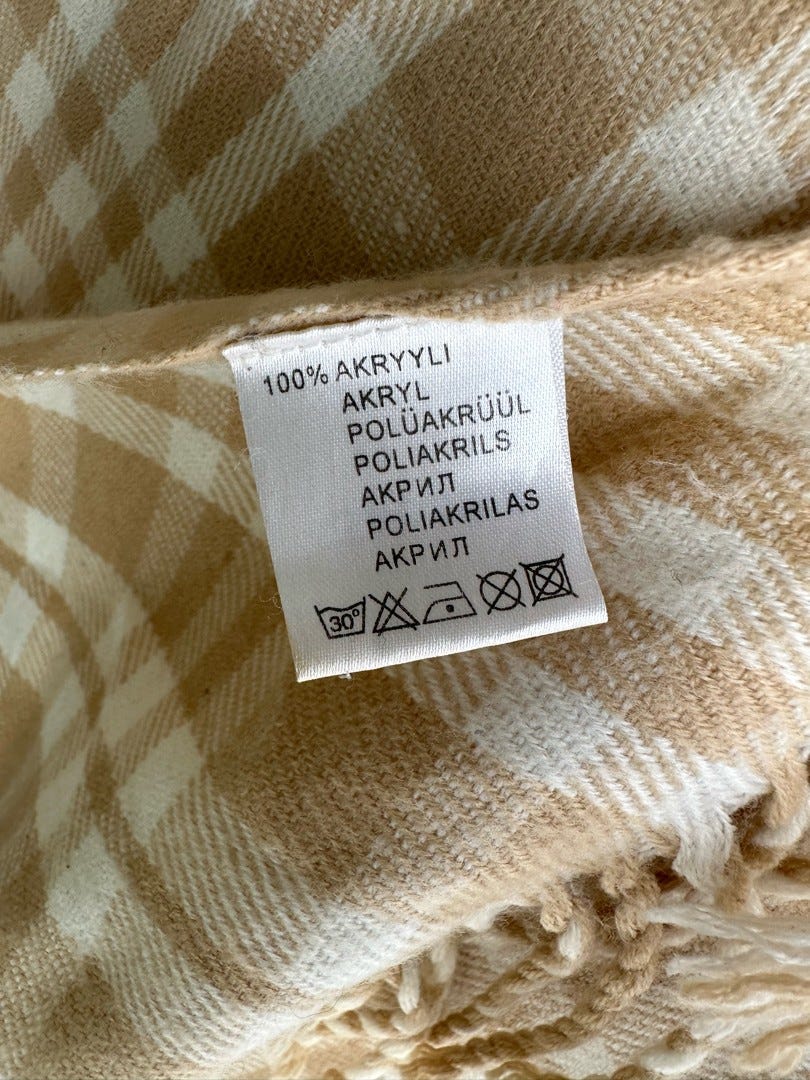 100% AKRYYLI
AKRYL
POLÜAKRÜÜL
POLIAKRILS
АКРИЛ
POLIAKRILAS
АКРИЛ
30°